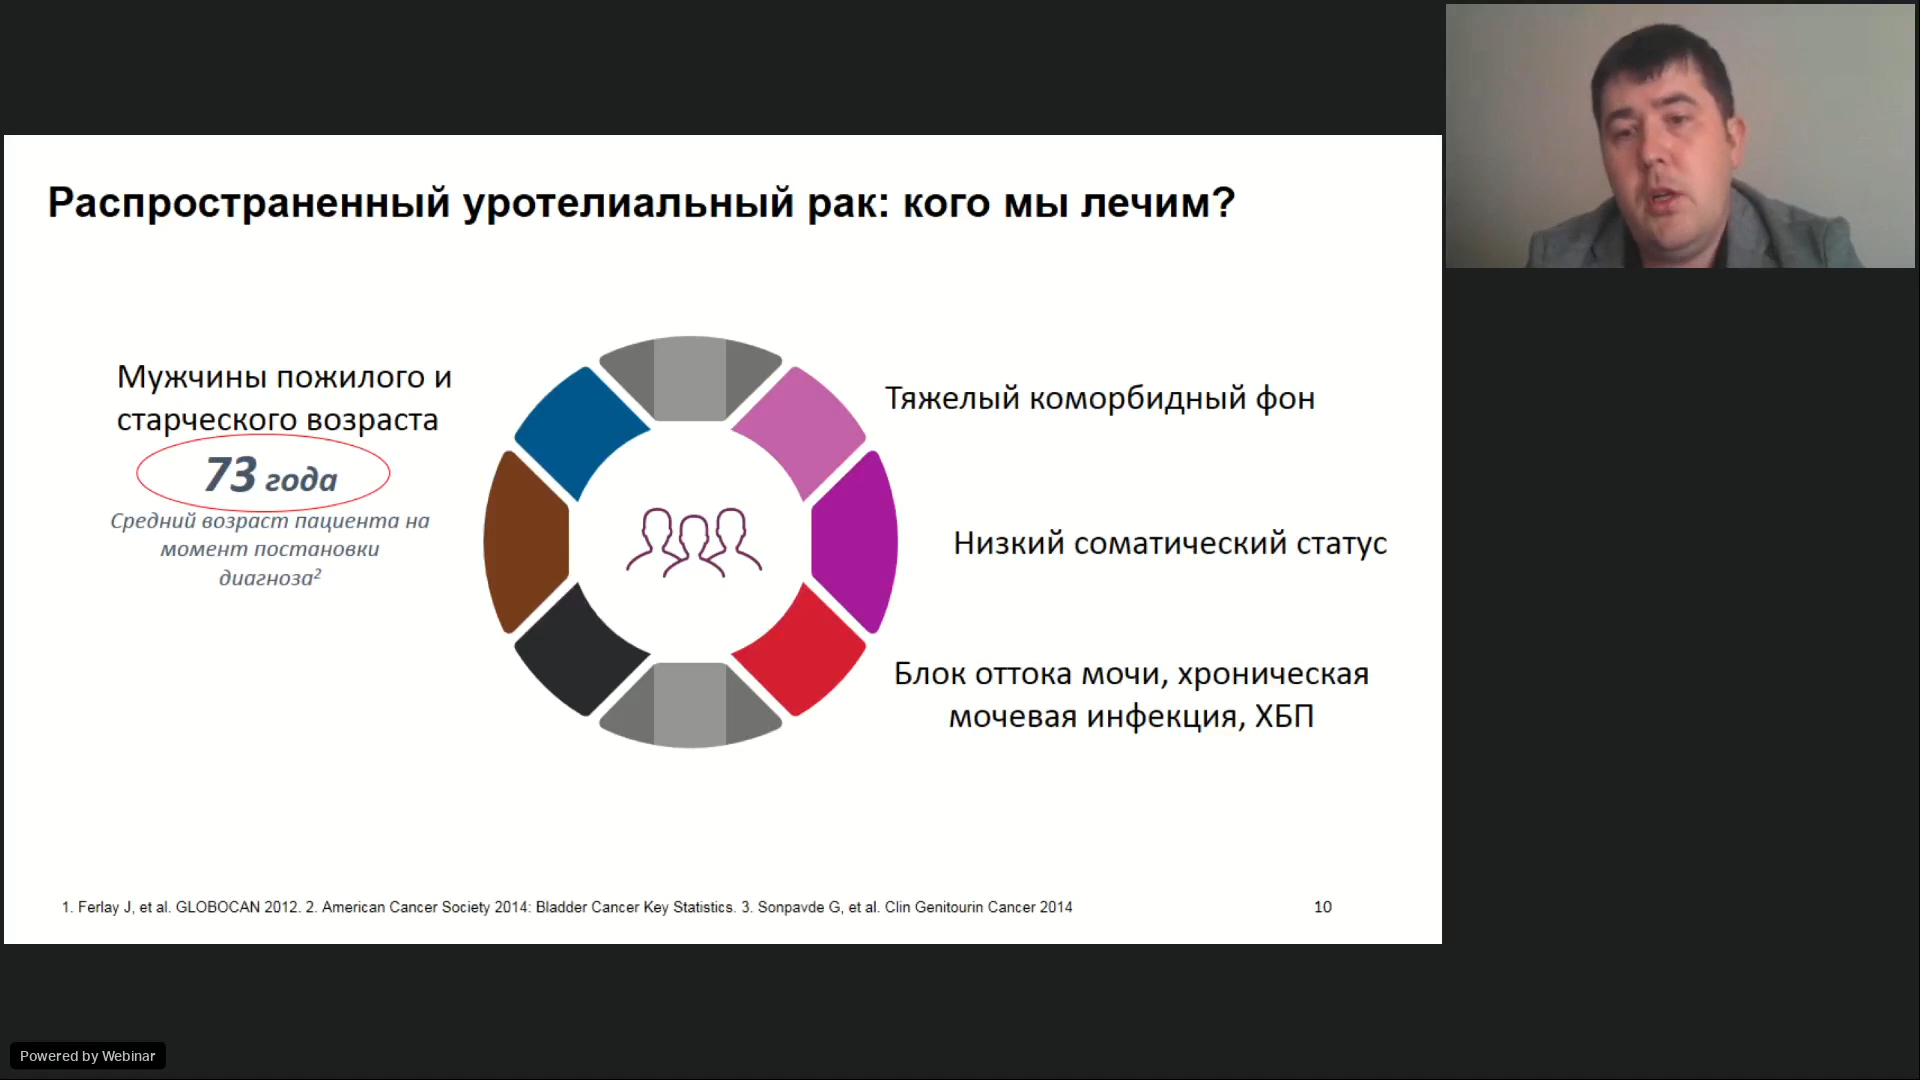 Распространенный уротелиальный рак: кого мы лечим?
Мужчины пожилого и
старческого возраста
73 года
Средний возраст пациента на
момент постановки
диагноза²
Тяжелый коморбидный фон
Низкий соматический статус
Блок оттока мочи, хроническая
мочевая инфекция, ХБП
1. Ferlay J, et al. GLOBOCAN 2012. 2. American Cancer Society 2014: Bladder Cancer Key Statistics. 3. Sonpavde G, et al. Clin Genitourin Cancer 2014
10
Powered by Webinar